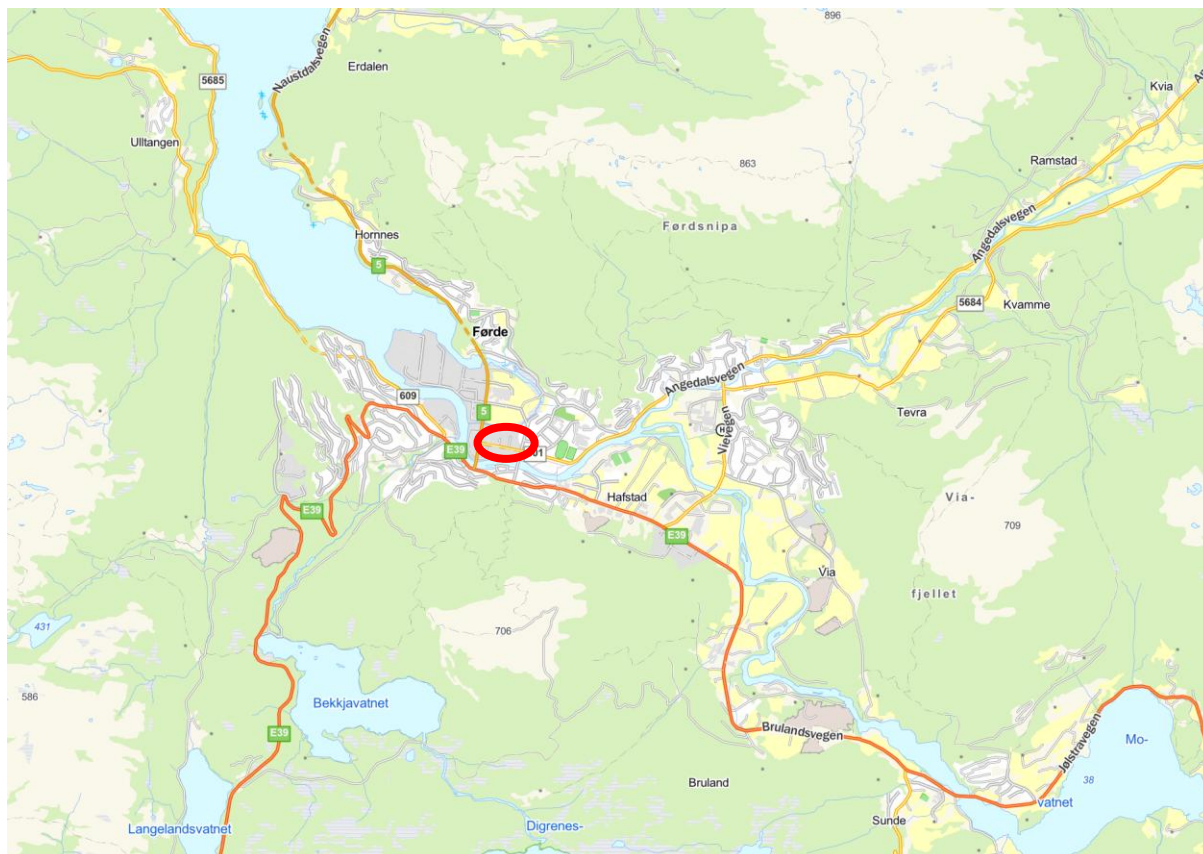 896
Naustdalsvegen
Erdalen
5685
Kvia
Ulltangen
863
Ramstad
Angedalsvegen
Hornnes
Førdsnipa
5
Kvamme
5684
Førde
Angedalsvegen
609
5
Tevra
E39
01
H
Vievegen
Hafstad
Via-
709
E39
E39
Via
fjellet
431
706
586
Bekkjavatnet
E39
Brulandsvegen
Jølstravegen
Mo-
38
Bruland
vatnet
Langelandsvatnet
Digrenes-
Sunde